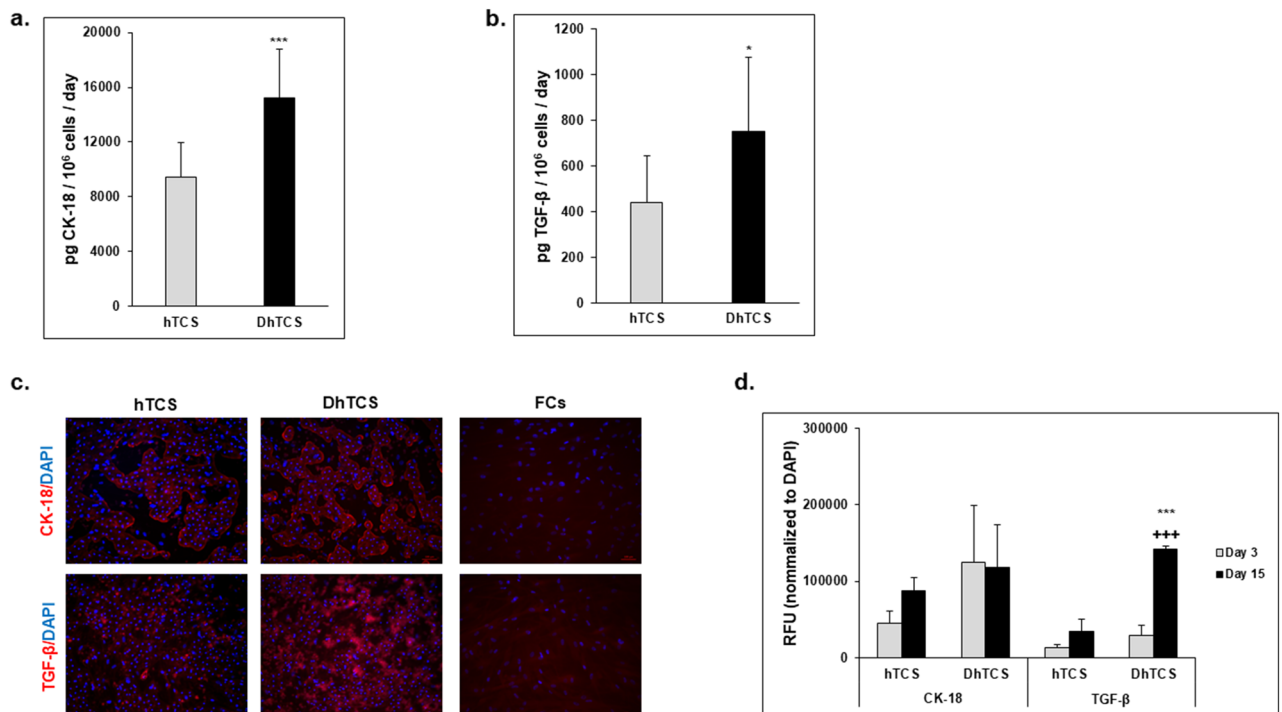 a.
pg CK-18 / 10⁶ cells / day
20000
16000
12000
8000
4000
0
***
hTCS
DhTCS
b.
pg TGF-β / 10⁶ cells / day
1200
1000
800
600
400
200
0
*
hTCS
DhTCS
c.
hTCS
DhTCS
FCs
CK-18/DAPI
TGF-β/DAPI
d.
RFU (nommalized to DAPI)
300000
200000
100000
0
***
+++
Day 3
Day 15
hTCS
DhTCS
hTCS
DhTCS
CK-18
TGF-β